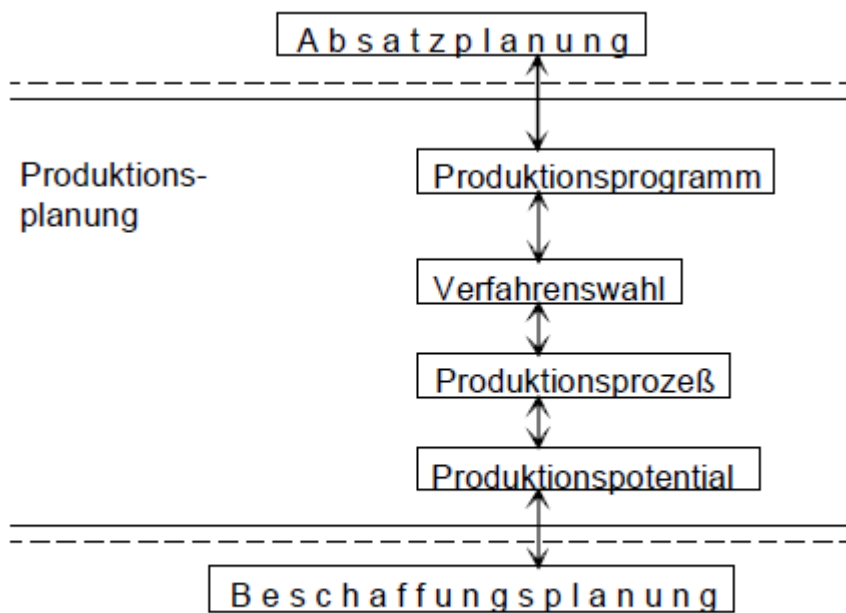 Absatzplanung
Produktions-
planung
Produktionsprogramm
Verfahrenswahl
Produktionsprozeß
Produktionspotential
Beschaffungsplanung